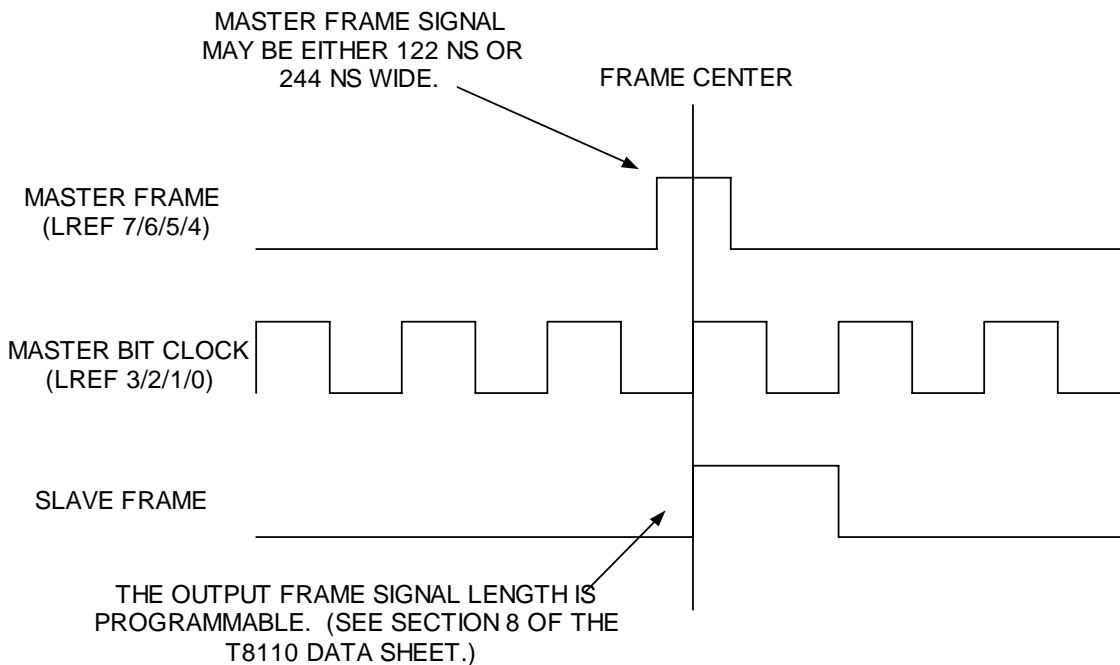 MASTER FRAME SIGNAL
MAY BE EITHER 122 NS OR
244 NS WIDE.
FRAME CENTER
MASTER FRAME
(LREF 7/6/5/4)
MASTER BIT CLOCK
(LREF 3/2/1/0)
SLAVE FRAME
THE OUTPUT FRAME SIGNAL LENGTH IS
PROGRAMMABLE. (SEE SECTION 8 OF THE
T8110 DATA SHEET.)